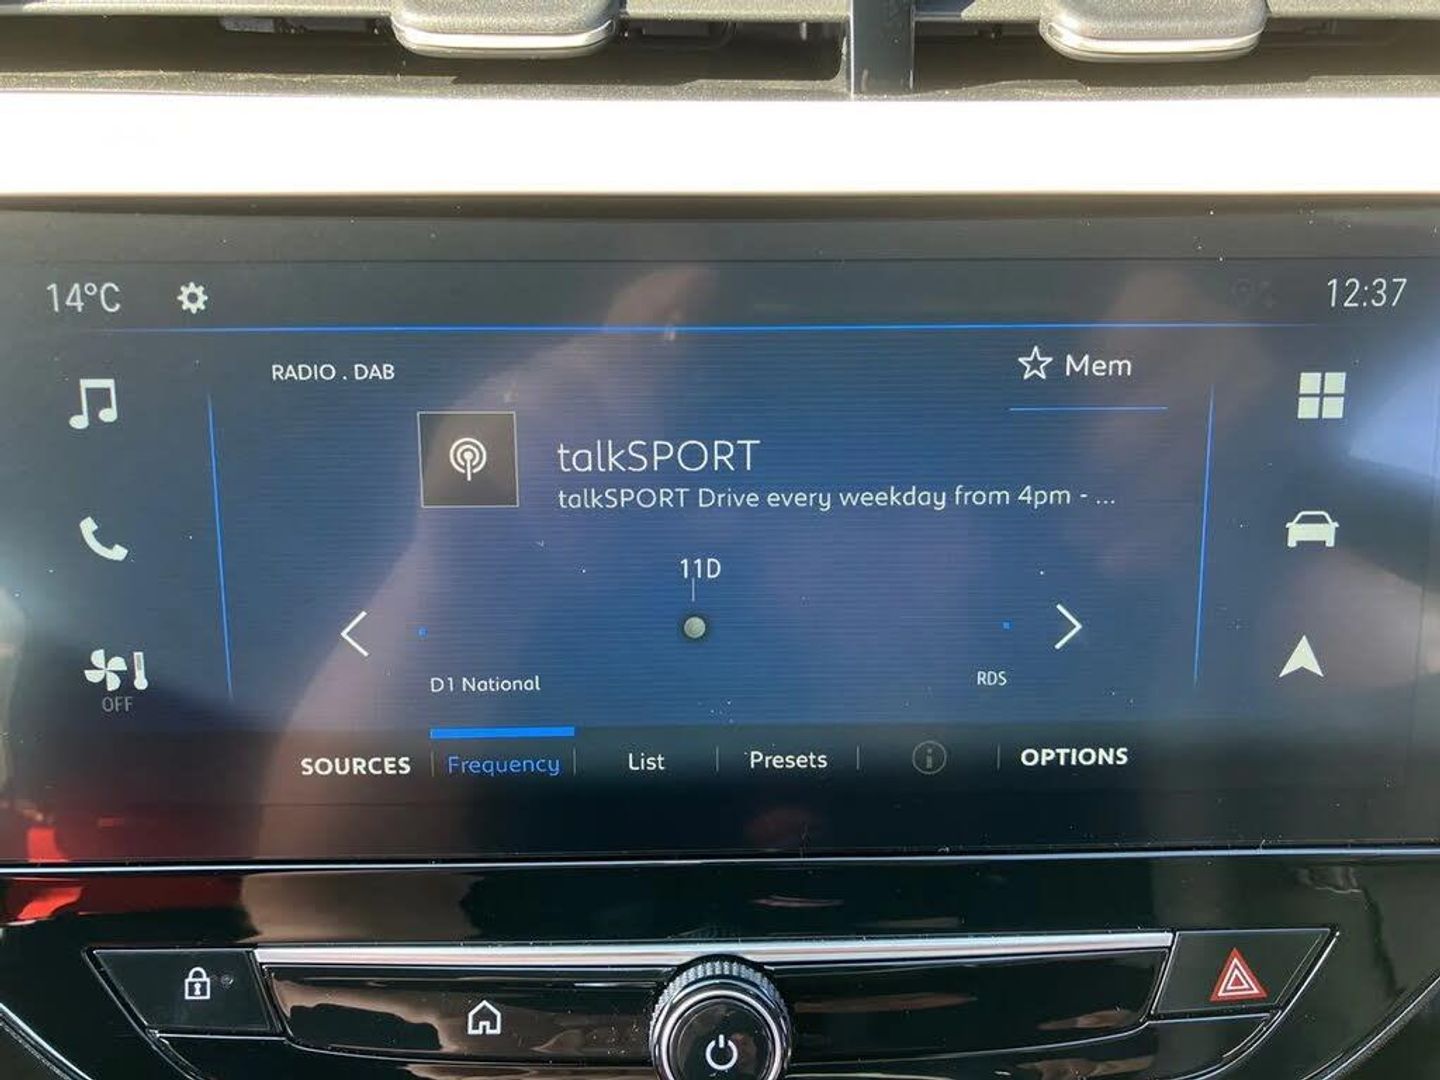 14°C
12:37
RADIO . DAB
Mem
talkSPORT
talkSPORT Drive every weekday from 4pm - ...
11D
D1 National
RDS
OFF
SOURCES
Frequency
List
Presets
OPTIONS